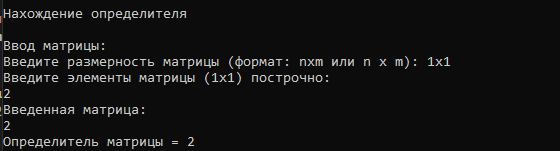 Нахождение определителя
Ввод матрицы:
Введите размерность матрицы (формат: nxm или n x m): 1x1
Введите элементы матрицы (1x1) построчно:
2
Введенная матрица:
2
Определитель матрицы = 2